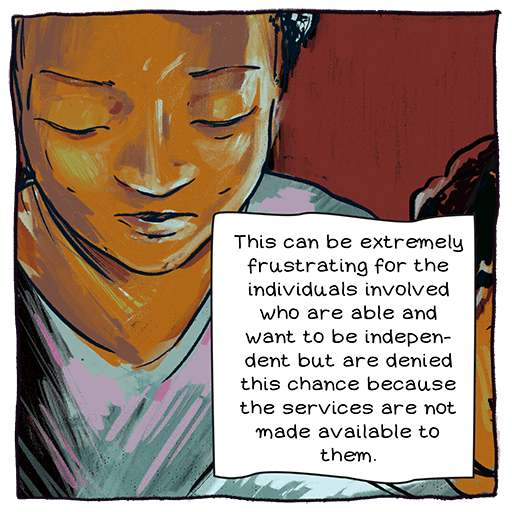 This can be extremely
frustrating for the
individuals involved
who are able and
want to be indepen-
dent but are denied
this chance because
the services are not
made available to
them.